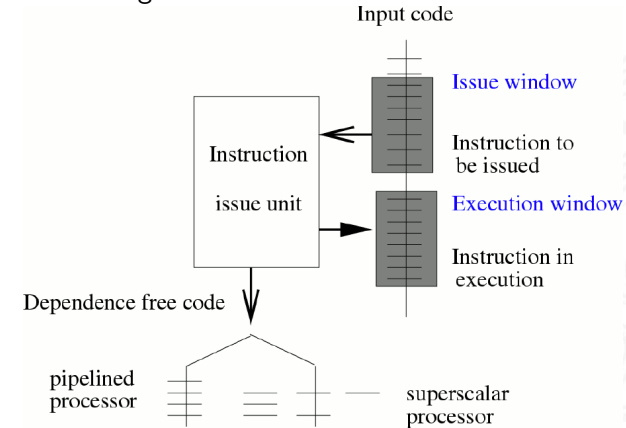 Input code
Issue window
Instruction to
be issued
Instruction
issue unit
Execution window
Instruction in
execution
Dependence free code
pipelined
processor
superscalar
processor